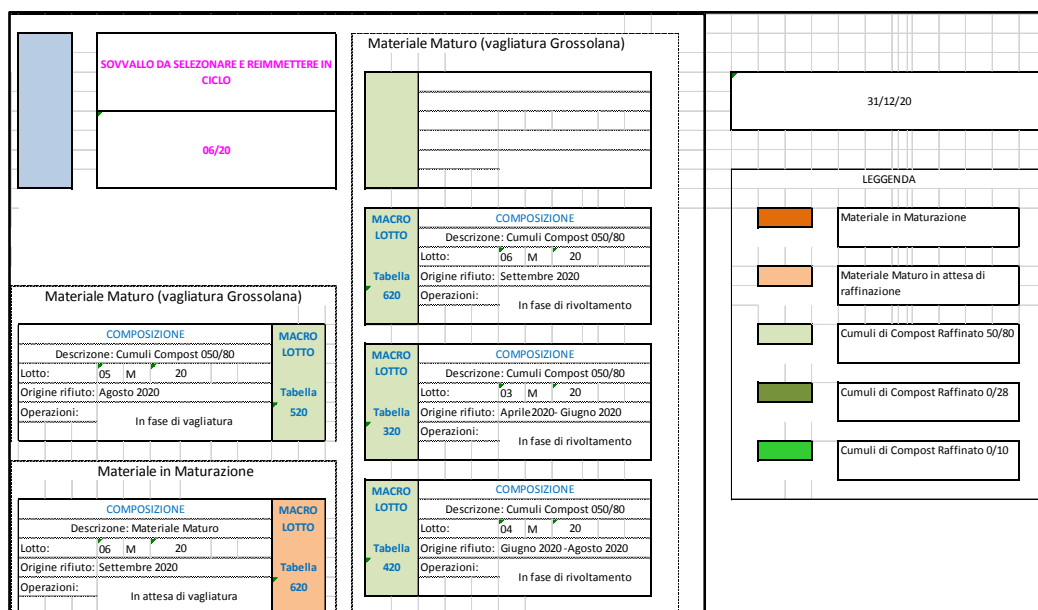 SOVVALLO DA SELEZONARE E REIMMETTERE IN
CICLO
06/20
Materiale Maturo (vagliatura Grossolana)
COMPOSIZIONE
Descrizone: Cumuli Compost 050/80
Lotto: 05 M 20
Origine rifiuto: Agosto 2020
Operazioni:
In fase di vagliatura
MACRO
LOTTO
Tabella
520
Materiale in Maturazione
COMPOSIZIONE
Descrizone: Materiale Maturo
Lotto: 06 M 20
Origine rifiuto: Settembre 2020
Operazioni:
In attesa di vagliatura
MACRO
LOTTO
Tabella
620
Materiale Maturo (vagliatura Grossolana)
MACRO
LOTTO
Tabella
620
COMPOSIZIONE
Descrizone: Cumuli Compost 050/80
Lotto: 06 M 20
Origine rifiuto: Settembre 2020
Operazioni:
In fase di rivoltamento
MACRO
LOTTO
Tabella
320
COMPOSIZIONE
Descrizone: Cumuli Compost 050/80
Lotto: 03 M 20
Origine rifiuto: Aprile2020- Giugno 2020
Operazioni:
In fase di rivoltamento
MACRO
LOTTO
Tabella
420
COMPOSIZIONE
Descrizone: Cumuli Compost 050/80
Lotto: 04 M 20
Origine rifiuto: Giugno 2020 -Agosto 2020
Operazioni:
In fase di rivoltamento
31/12/20
LEGGENDA
Materiale in Maturazione
Materiale Maturo in attesa di
raffinazione
Cumuli di Compost Raffinato 50/80
Cumuli di Compost Raffinato 0/28
Cumuli di Compost Raffinato 0/10